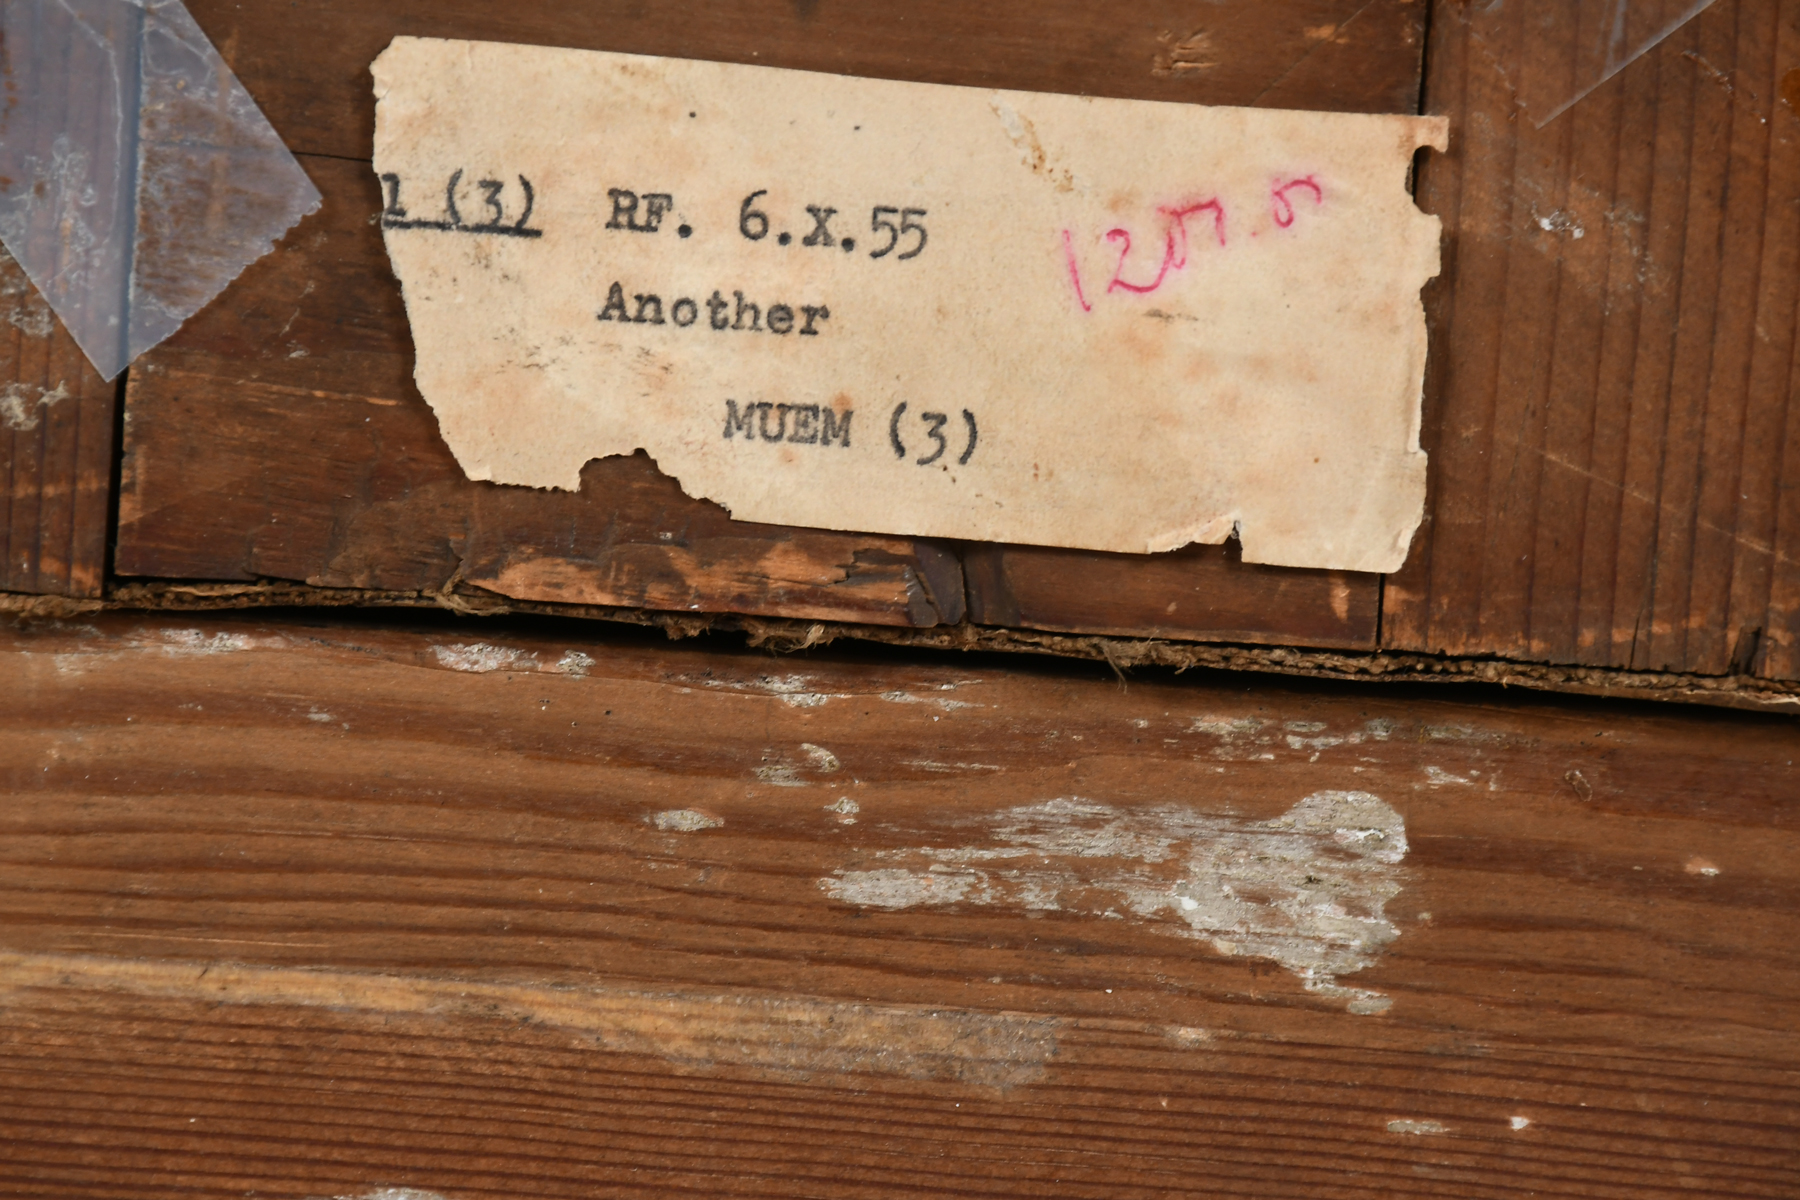 1 (3) RF. 6.X.55
Another
MUEM (3)